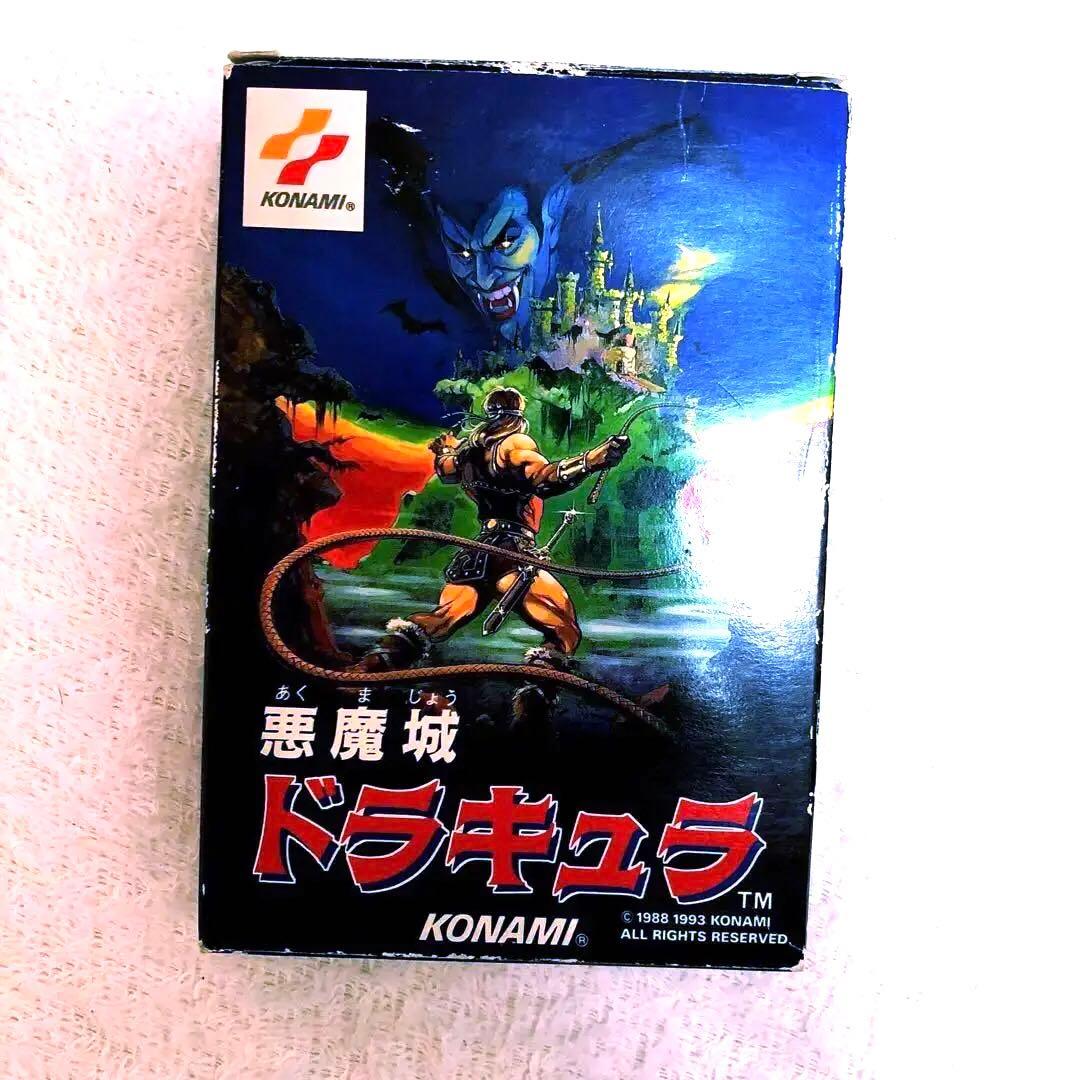 KONAMI®
あく ま じょう
悪魔城
ドラキュラ
TM
KONAMI®
© 1988 1993 KONAMI
ALL RIGHTS RESERVED